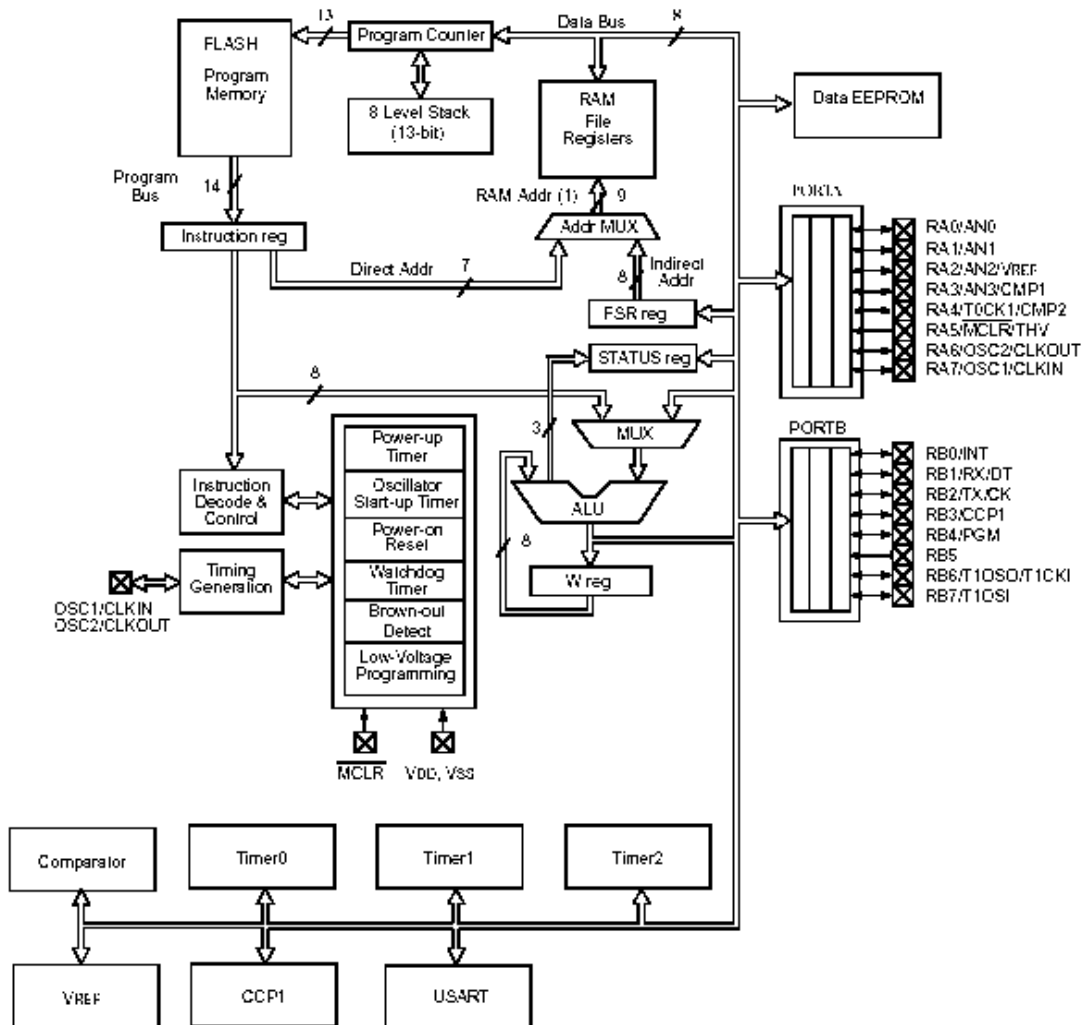 13
Data Bus
8
FLASH
Program
Memory
Program Counter
8 Level Stack
(13-bit)
RAM
File
Registers
Data EEPROM
Program
Bus
14
RAM Addr (1)
9
Instruction reg
Addr MUX
Direct Addr
7
8
Indirect
Addr
FSR reg
STATUS reg
8
3
MUX
PORTA
RA0/AN0
RA1/AN1
RA2/AN2/VREF
RA3/AN3/CMP1
RA4/T0CK1/CMP2
RA5/MCLR/THV
RA6/OSC2/CLKOUT
RA7/OSC1/CLKIN
PORTB
RB0/INT
RB1/RX/DT
RB2/TX/CK
RB3/CCP1
RB4/PGM
RB5
RB6/T1OSO/T1CKI
RB7/T1OSI
Power-up
Timer
Instruction
Decode &
Control
Oscillator
Start-up Timer
ALU
Power-on
Reset
8
Timing
Generation
Watchdog
Timer
W reg
OSC1/CLKIN
OSC2/CLKOUT
Brown-out
Detect
Low-Voltage
Programming
MCLR
VDD, VSS
Comparator
Timer0
Timer1
Timer2
VREF
CCP1
USART